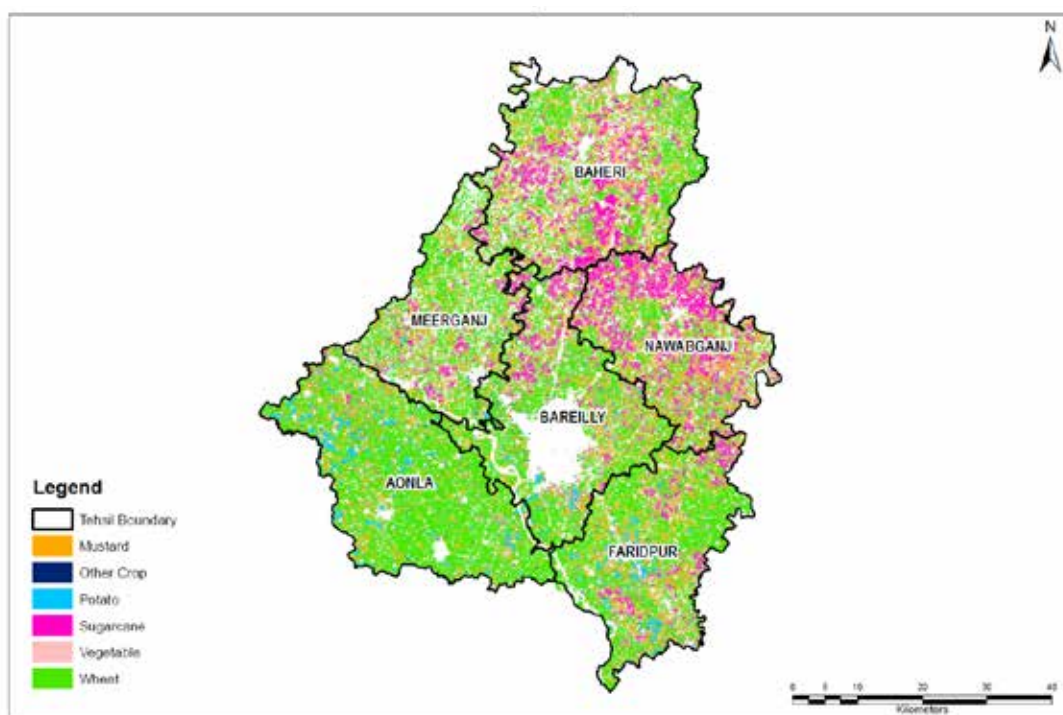 N
BAHERI
MEERGANJ
NAWABGANJ
BAREILLY
AONLA
FARIDPUR
Legend
Tehsil Boundary
Mustard
Other Crop
Potato
Sugarcane
Vegetable
Wheat
0 5 10 20 30 40
Kilometers